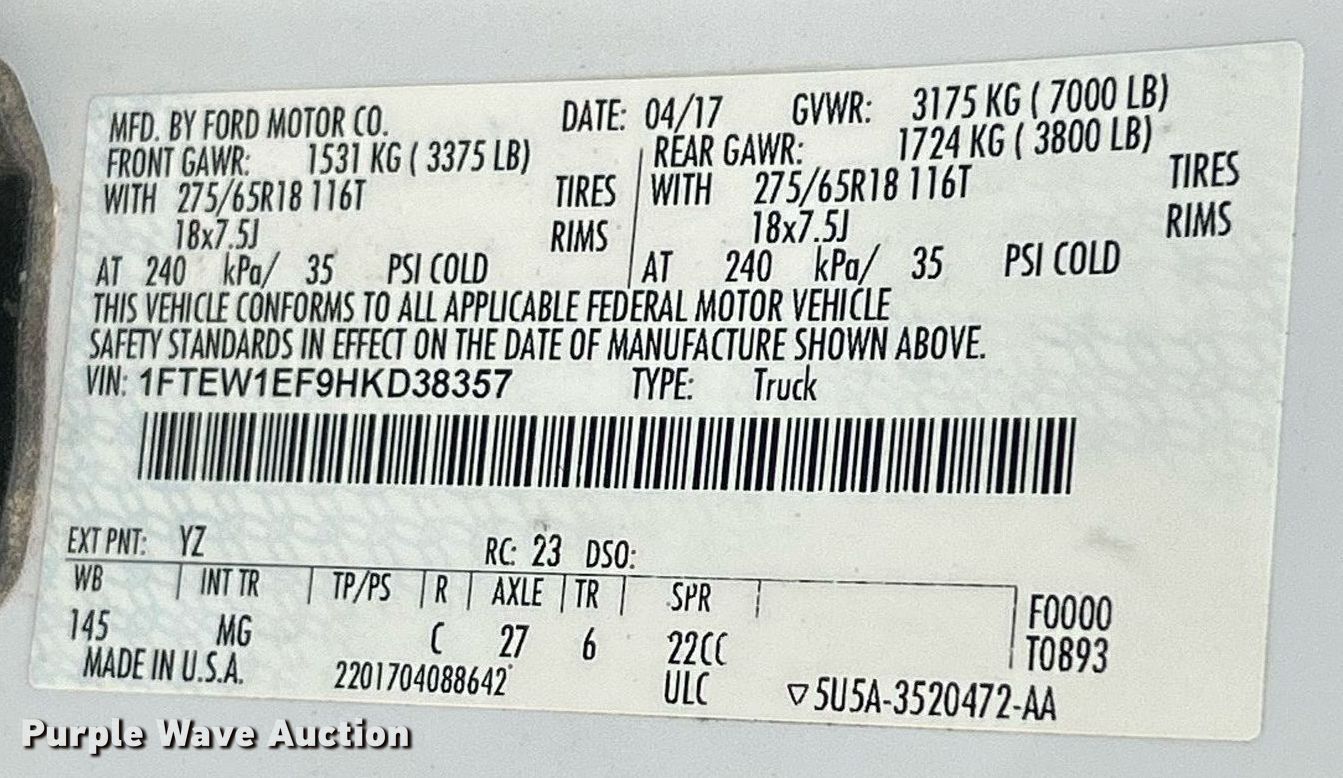 MFD. BY FORD MOTOR CO. DATE: 04/17 GVWR: 3175 KG ( 7000 LB)
FRONT GAWR: 1531 KG ( 3375 LB) REAR GAWR: 1724 KG ( 3800 LB)
WITH 275/65R18 116T TIRES WITH 275/65R18 116T TIRES
18x7.5J RIMS 18x7.5J RIMS
AT 240 kPa/ 35 PSI COLD AT 240 kPa/ 35 PSI COLD
THIS VEHICLE CONFORMS TO ALL APPLICABLE FEDERAL MOTOR VEHICLE
SAFETY STANDARDS IN EFFECT ON THE DATE OF MANUFACTURE SHOWN ABOVE.
VIN: 1FTEW1EF9HKD38357 TYPE: Truck
EXT PNT: YZ RC: 23 DSO:
WB INT TR TP/PS R AXLE TR SPR F0000
145 MG C 27 6 22CC T0893
MADE IN U.S.A. 2201704088642 ULC ▽5U5A-3520472-AA
Purple Wave Auction